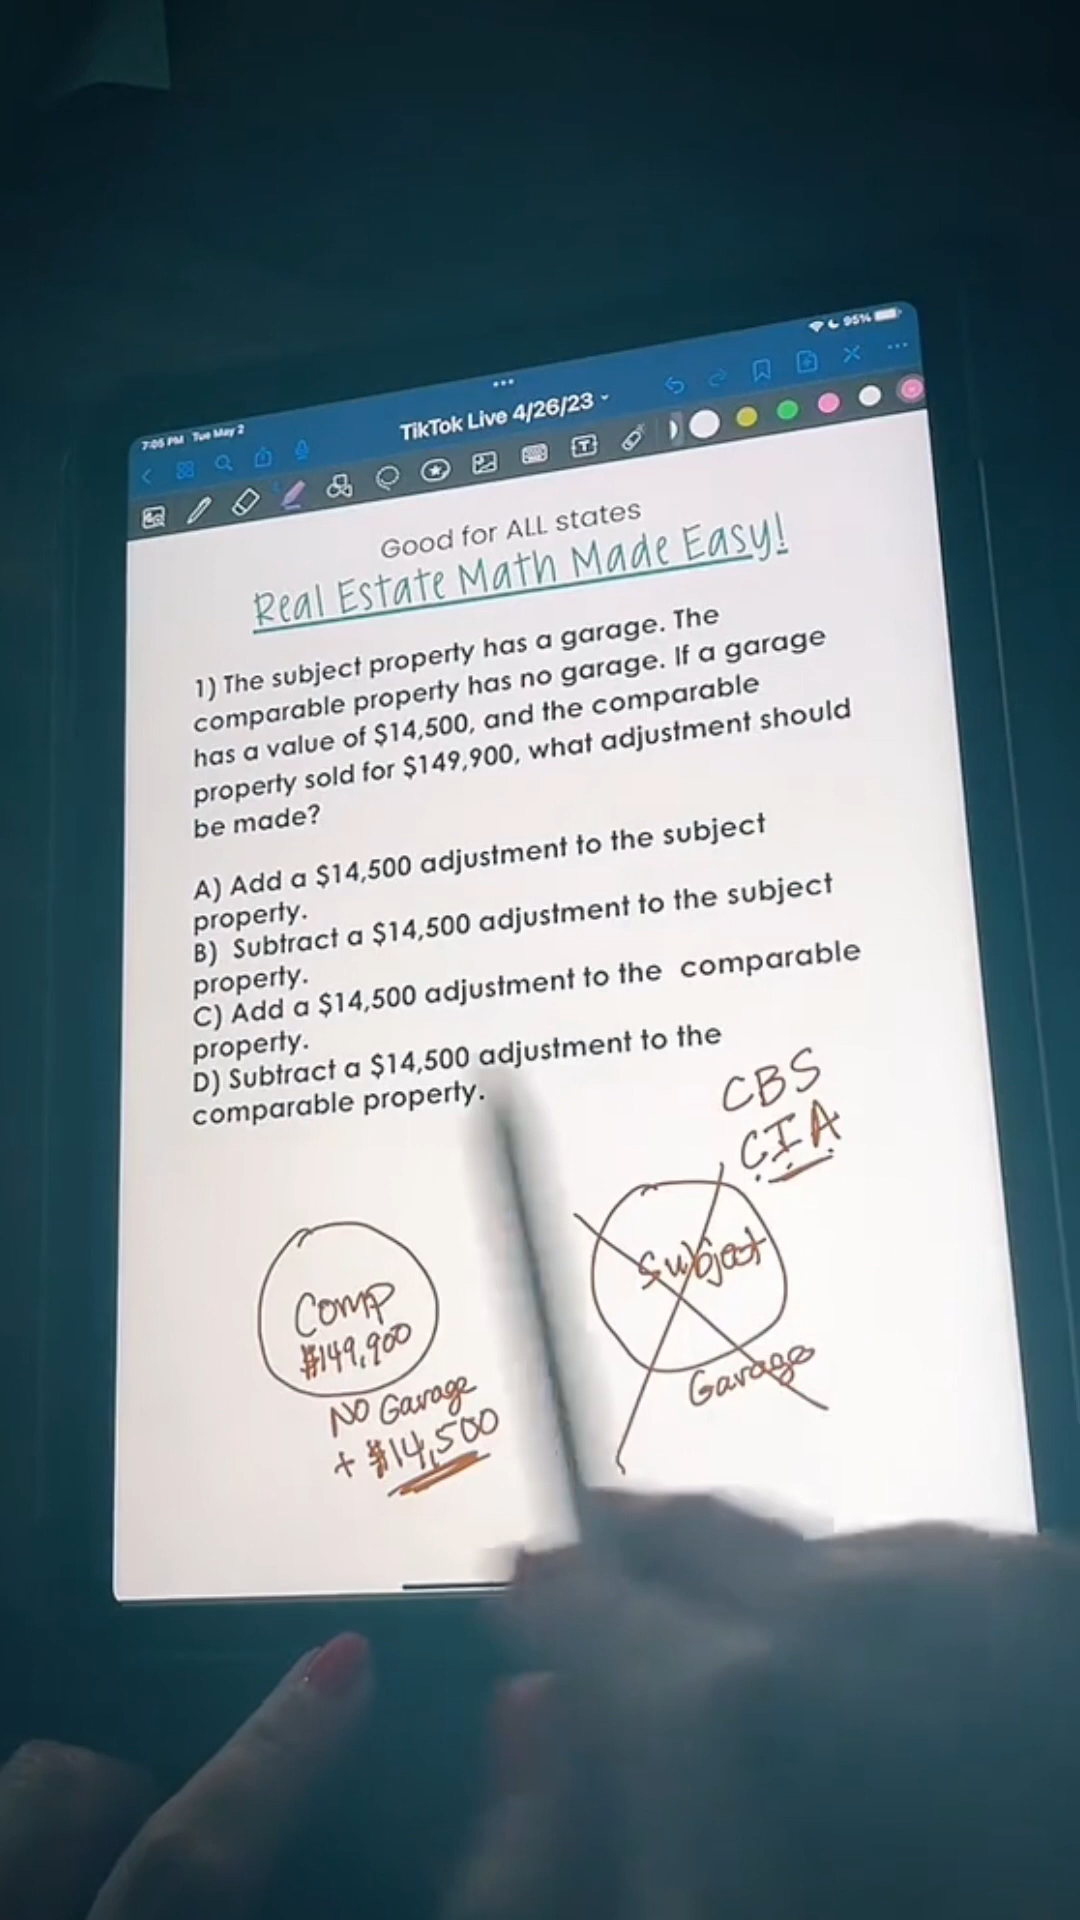 95%
7:05 PM Tue May 2
TikTok Live 4/26/23
Good for ALL states
Real Estate Math Made Easy!
1) The subject property has a garage. The
comparable property has no garage. If a garage
has a value of $14,500, and the comparable
property sold for $149,900, what adjustment should
be made?
A) Add a $14,500 adjustment to the subject
property.
B) Subtract a $14,500 adjustment to the subject
property.
C) Add a $14,500 adjustment to the comparable
property.
D) Subtract a $14,500 adjustment to the
comparable property.
CBS
CIA
Comp
$149,900
No Garage
+ $14,500
Subject
Garage